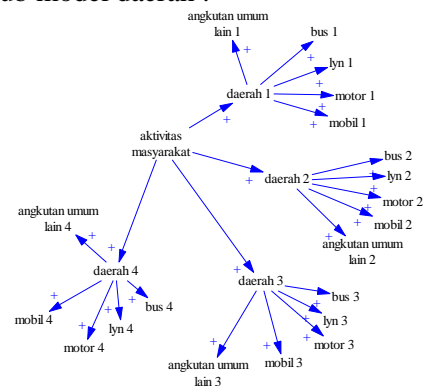 model daerah .
angkutan umum
lain 1
+
bus 1
+
lyn 1
+
daerah 1
+
motor 1
+
mobil 1
+
aktivitas
masyarakat
daerah 2
+
bus 2
+
lyn 2
+
motor 2
+
mobil 2
+
angkutan umum
lain 2
+
angkutan umum
lain 4
+
daerah 4
+
mobil 4
+
motor 4
+
lyn 4
+
bus 4
+
daerah 3
+
bus 3
+
lyn 3
+
motor 3
+
mobil 3
+
angkutan umum
lain 3
+